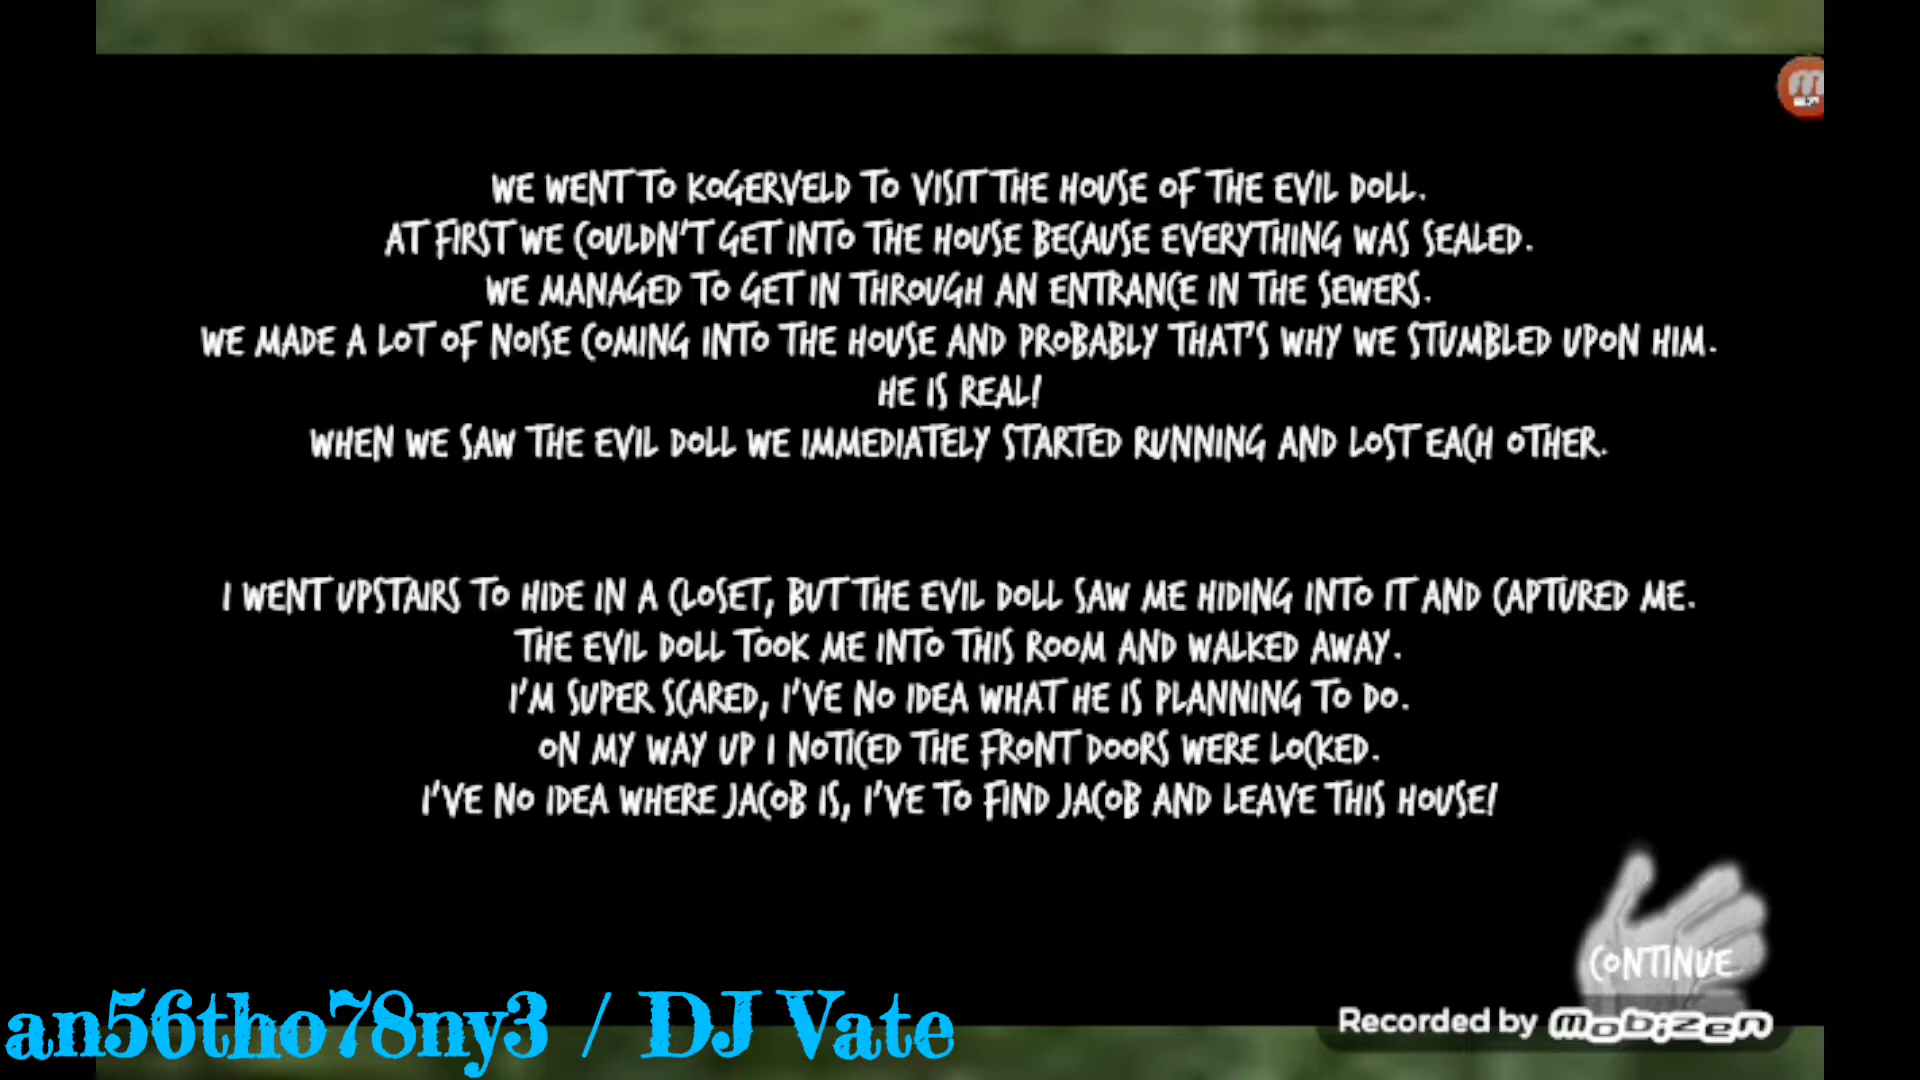 WE WENT TO KOGERVELD TO VISIT THE HOUSE OF THE EVIL DOLL.
AT FIRST WE COULDN'T GET INTO THE HOUSE BECAUSE EVERYTHING WAS SEALED.
WE MANAGED TO GET IN THROUGH AN ENTRANCE IN THE SEWERS.
WE MADE A LOT OF NOISE COMING INTO THE HOUSE AND PROBABLY THAT'S WHY WE STUMBLED UPON HIM.
HE IS REAL!
WHEN WE SAW THE EVIL DOLL WE IMMEDIATELY STARTED RUNNING AND LOST EACH OTHER.
I WENT UPSTAIRS TO HIDE IN A CLOSET, BUT THE EVIL DOLL SAW ME HIDING INTO IT AND CAPTURED ME.
THE EVIL DOLL TOOK ME INTO THIS ROOM AND WALKED AWAY.
I'M SUPER SCARED, I'VE NO IDEA WHAT HE IS PLANNING TO DO.
ON MY WAY UP I NOTICED THE FRONT DOORS WERE LOCKED.
I'VE NO IDEA WHERE JACOB IS, I'VE TO FIND JACOB AND LEAVE THIS HOUSE!
CONTINUE
Recorded by mobizen
an56tho78ny3 / DJ Vate